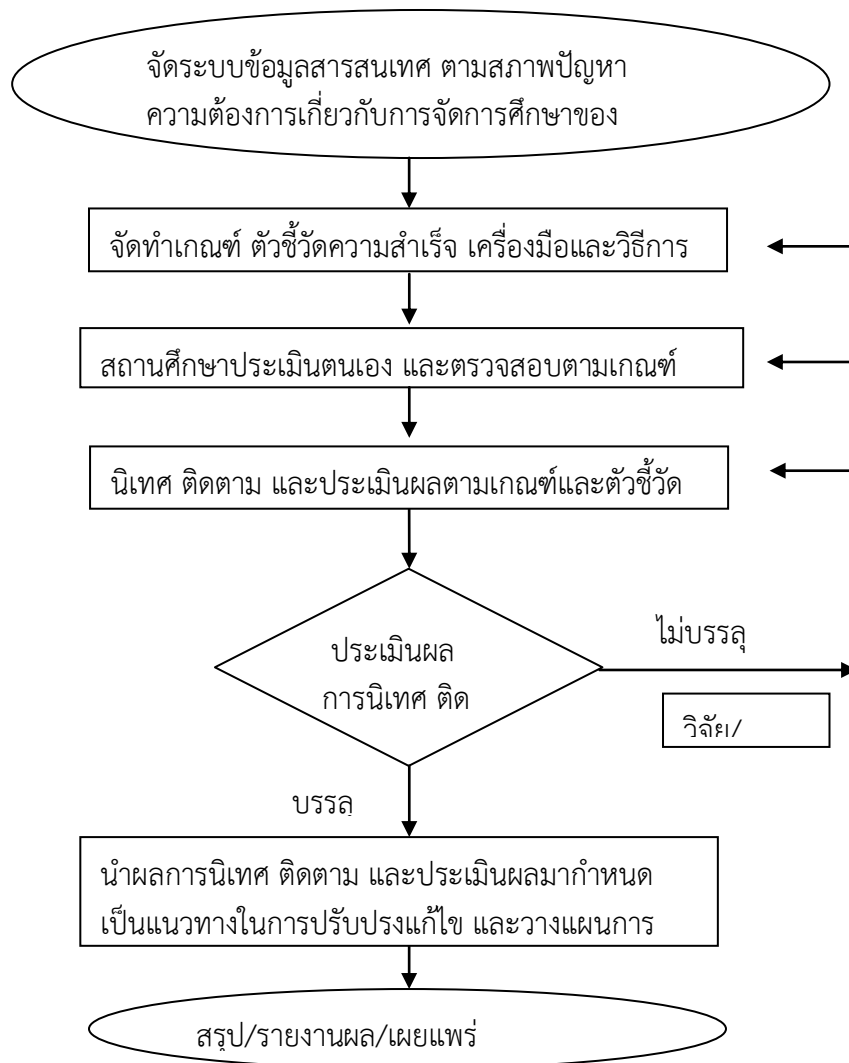 จัดระบบข้อมูลสารสนเทศ ตามสภาพปัญหา
ความต้องการเกี่ยวกับการจัดการศึกษาของ
จัดทำเกณฑ์ ตัวชี้วัดความสำเร็จ เครื่องมือและวิธีการ
สถานศึกษาประเมินตนเอง และตรวจสอบตามเกณฑ์
นิเทศ ติดตาม และประเมินผลตามเกณฑ์และตัวชี้วัด
ประเมินผล
การนิเทศ ติด
ไม่บรรลุ
วิจัย/
บรรลุ
นำผลการนิเทศ ติดตาม และประเมินผลมากำหนด
เป็นแนวทางในการปรับปรุงแก้ไข และวางแผนการ
สรุป/รายงานผล/เผยแพร่